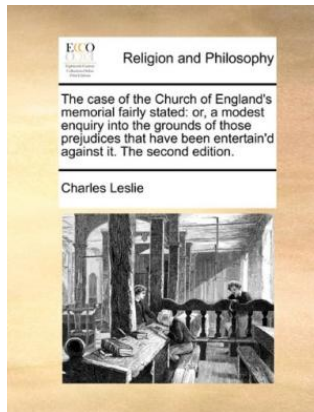 ECCO
Religion and Philosophy
The case of the Church of England's
memorial fairly stated: or, a modest
enquiry into the grounds of those
prejudices that have been entertain'd
against it. The second edition.
Charles Leslie